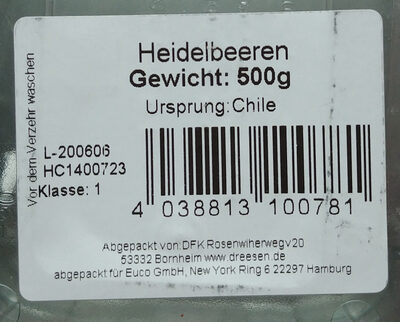 Heidelbeeren
Gewicht: 500g
Ursprung:Chile
Vor dem Verzehr waschen
L-200606
HC1400723
Klasse: 1
4 038813 100781
Abgepackt von:DFK Rosenwiherwegv20
53332 Bornheim www.dreesen.de
abgepackt für Euco GmbH, New York Ring 6 22297 Hamburg